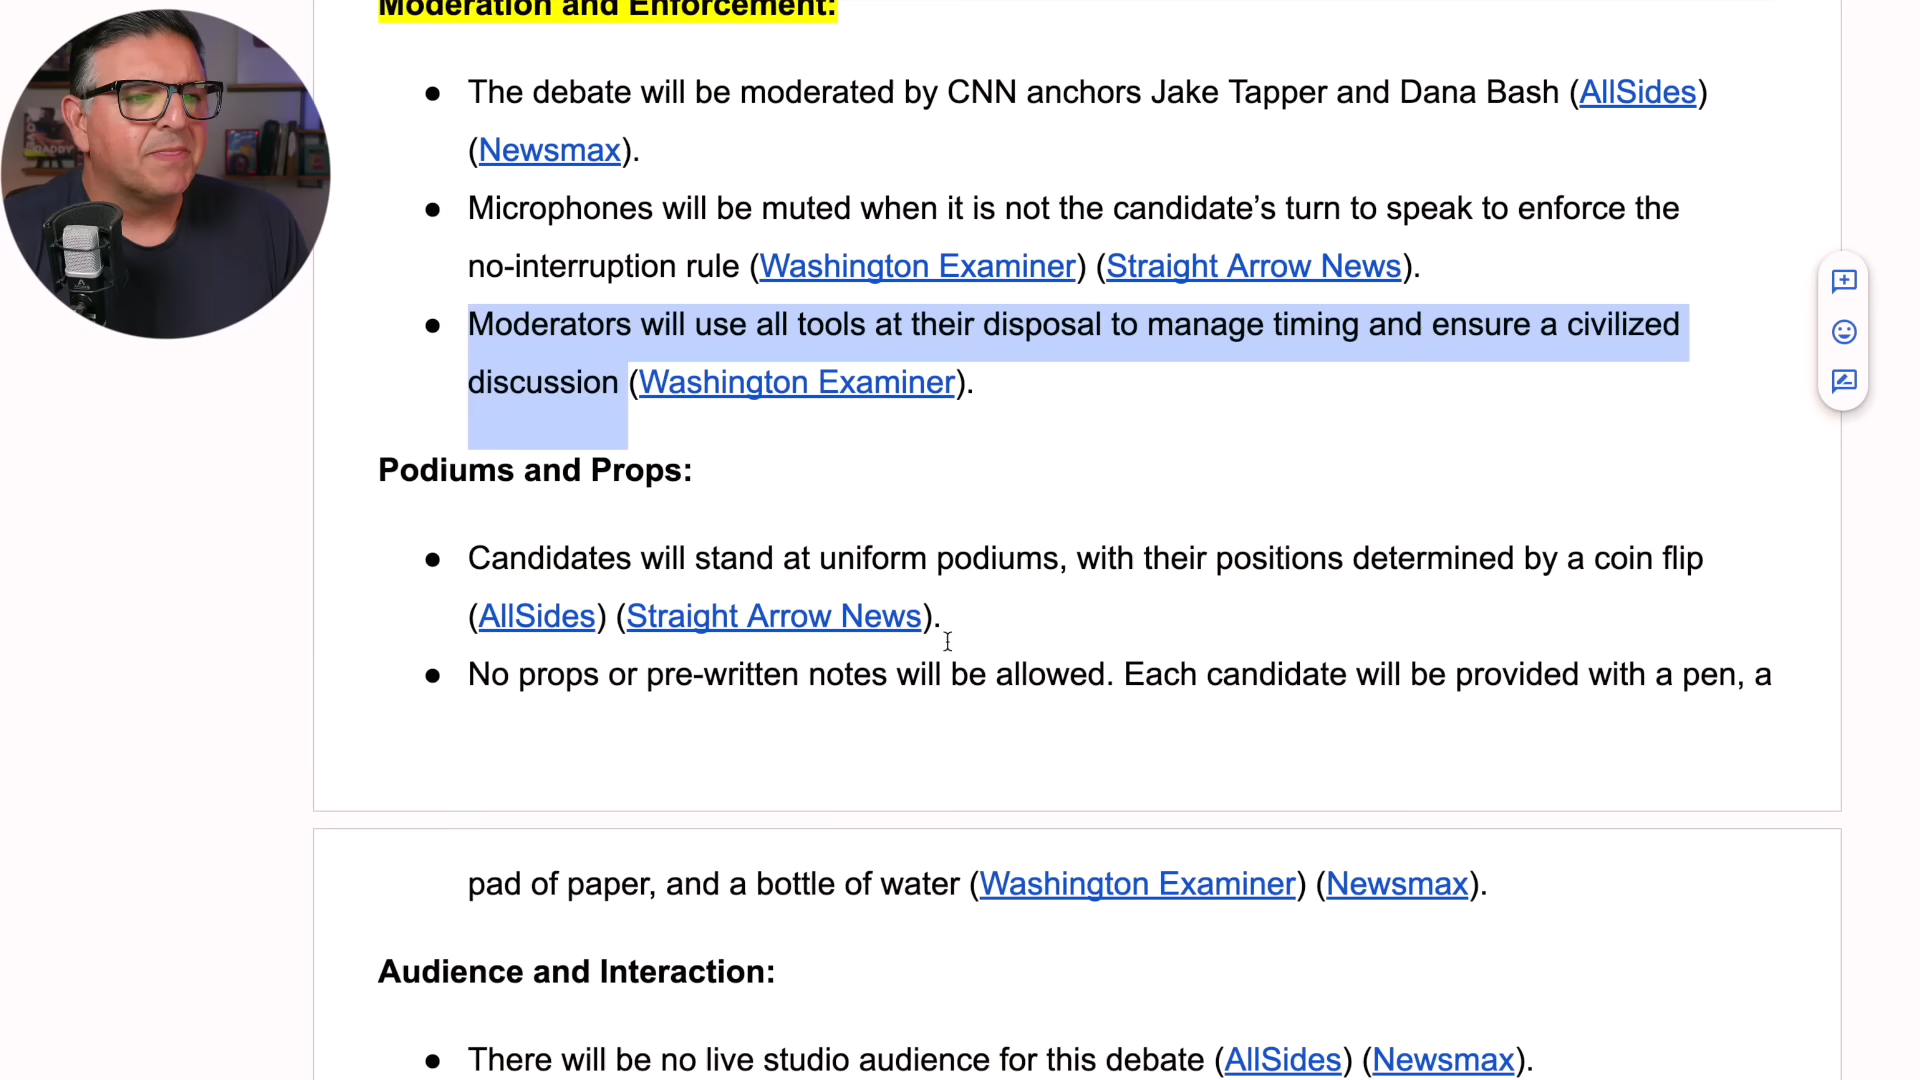 Moderation and Enforcement:
● The debate will be moderated by CNN anchors Jake Tapper and Dana Bash (AllSides)
(Newsmax).
● Microphones will be muted when it is not the candidate’s turn to speak to enforce the
no-interruption rule (Washington Examiner) (Straight Arrow News).
● Moderators will use all tools at their disposal to manage timing and ensure a civilized
discussion (Washington Examiner).
Podiums and Props:
● Candidates will stand at uniform podiums, with their positions determined by a coin flip
(AllSides) (Straight Arrow News).
● No props or pre-written notes will be allowed. Each candidate will be provided with a pen, a
pad of paper, and a bottle of water (Washington Examiner) (Newsmax).
Audience and Interaction:
● There will be no live studio audience for this debate (AllSides) (Newsmax).